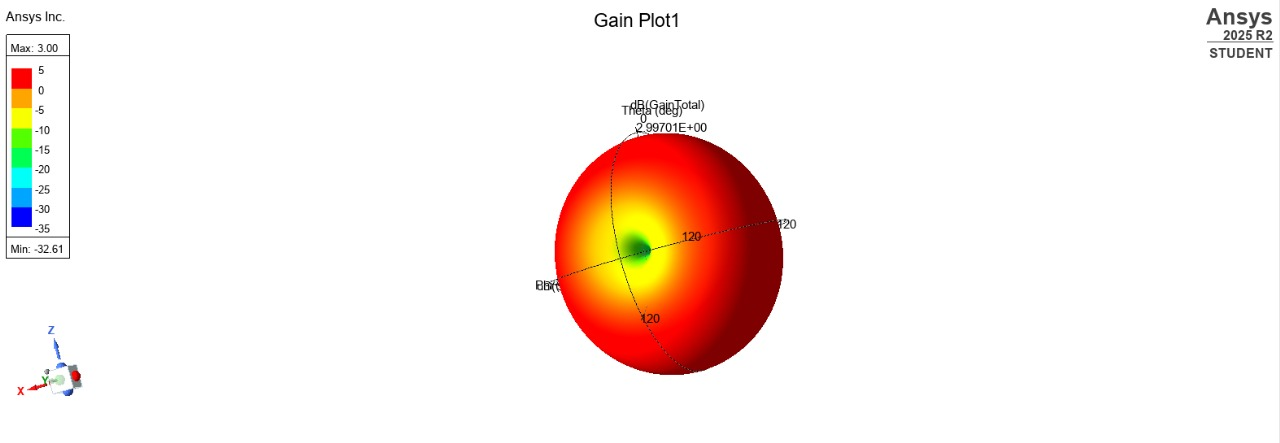 Ansys Inc.
Gain Plot1
Ansys
2025 R2
STUDENT
Max: 3.00
5
0
-5
-10
-15
-20
-25
-30
-35
Min: -32.61
dB(GainTotal)
Theta (deg)
0
2.99701E+00
120
120
120
Z
Y
X